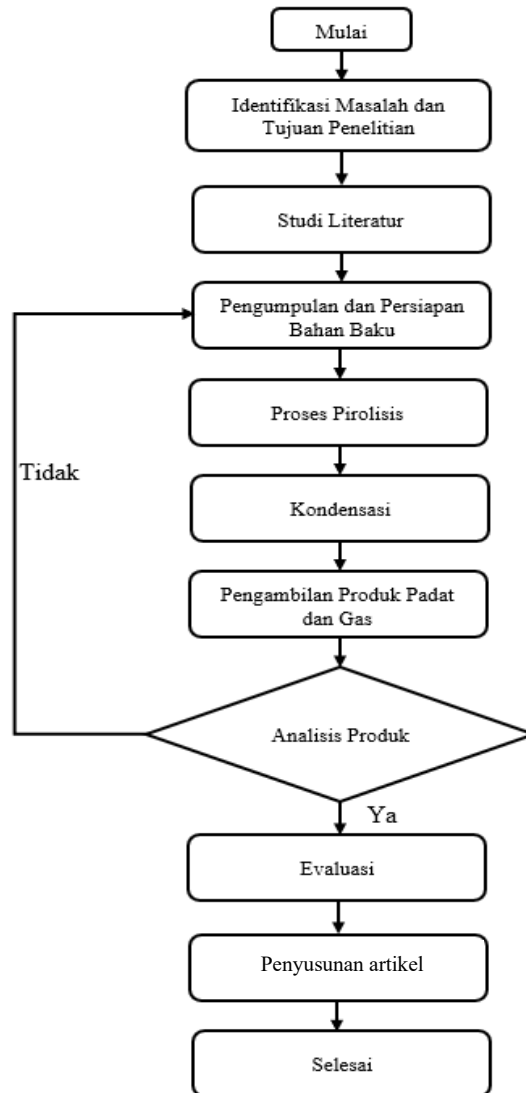 Mulai
Identifikasi Masalah dan
Tujuan Penelitian
Studi Literatur
Pengumpulan dan Persiapan
Bahan Baku
Proses Pirolisis
Tidak
Kondensasi
Pengambilan Produk Padat
dan Gas
Analisis Produk
Ya
Evaluasi
Penyusunan artikel
Selesai